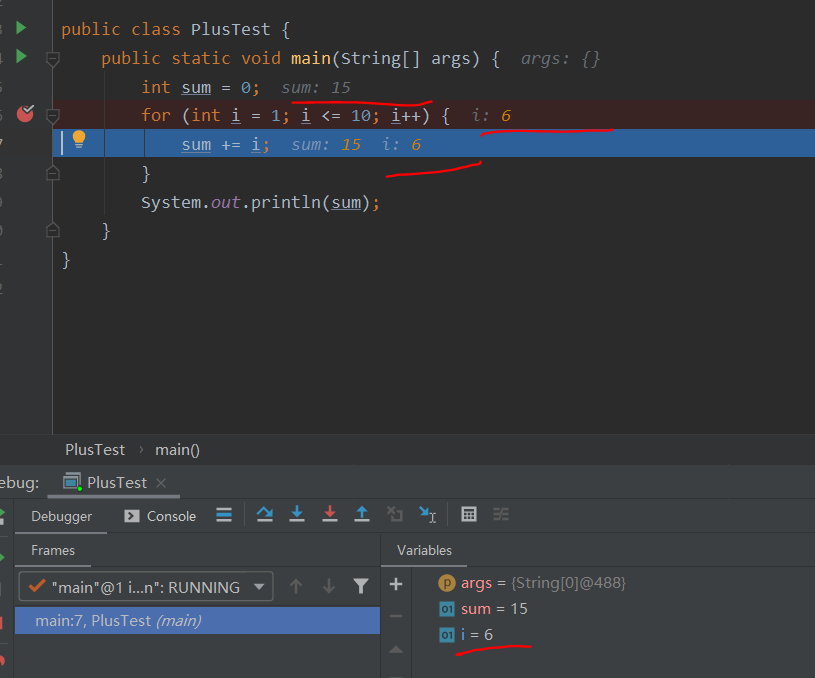 public class PlusTest {
public static void main(String[] args) { args: {}
int sum = 0; sum: 15
for (int i = 1; i <= 10; i++) { i: 6
sum += i; sum: 15 i: 6
}
System.out.println(sum);
}
}
PlusTest › main()
ebug: PlusTest ×
Debugger Console
Frames Variables
"main"@1 i...n": RUNNING
args = {String[0]@488}
sum = 15
main:7, PlusTest (main)
i = 6